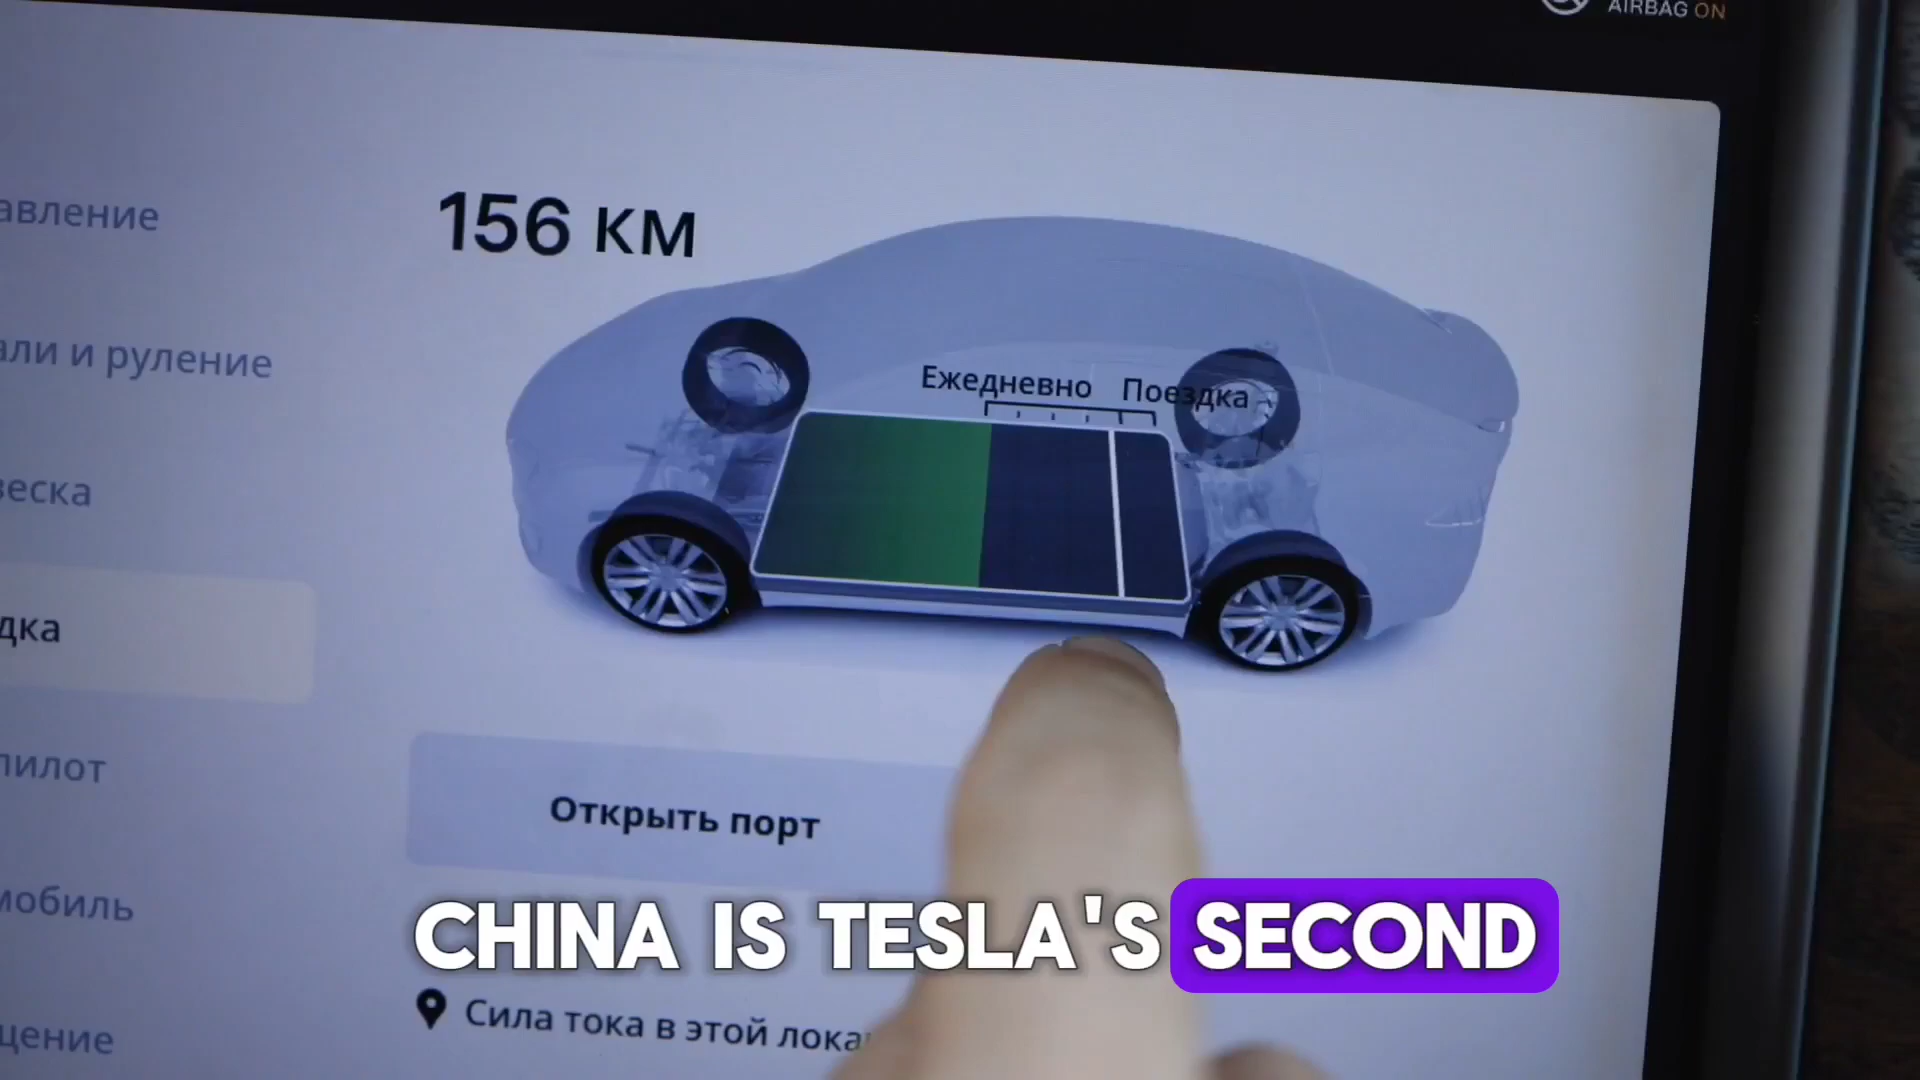 AIRBAG ON
авление
156 км
али и руление
Ежедневно Поездка
веска
дка
пилот
Открыть порт
мобиль
CHINA IS TESLA'S SECOND
Сила тока в этой лока
щение